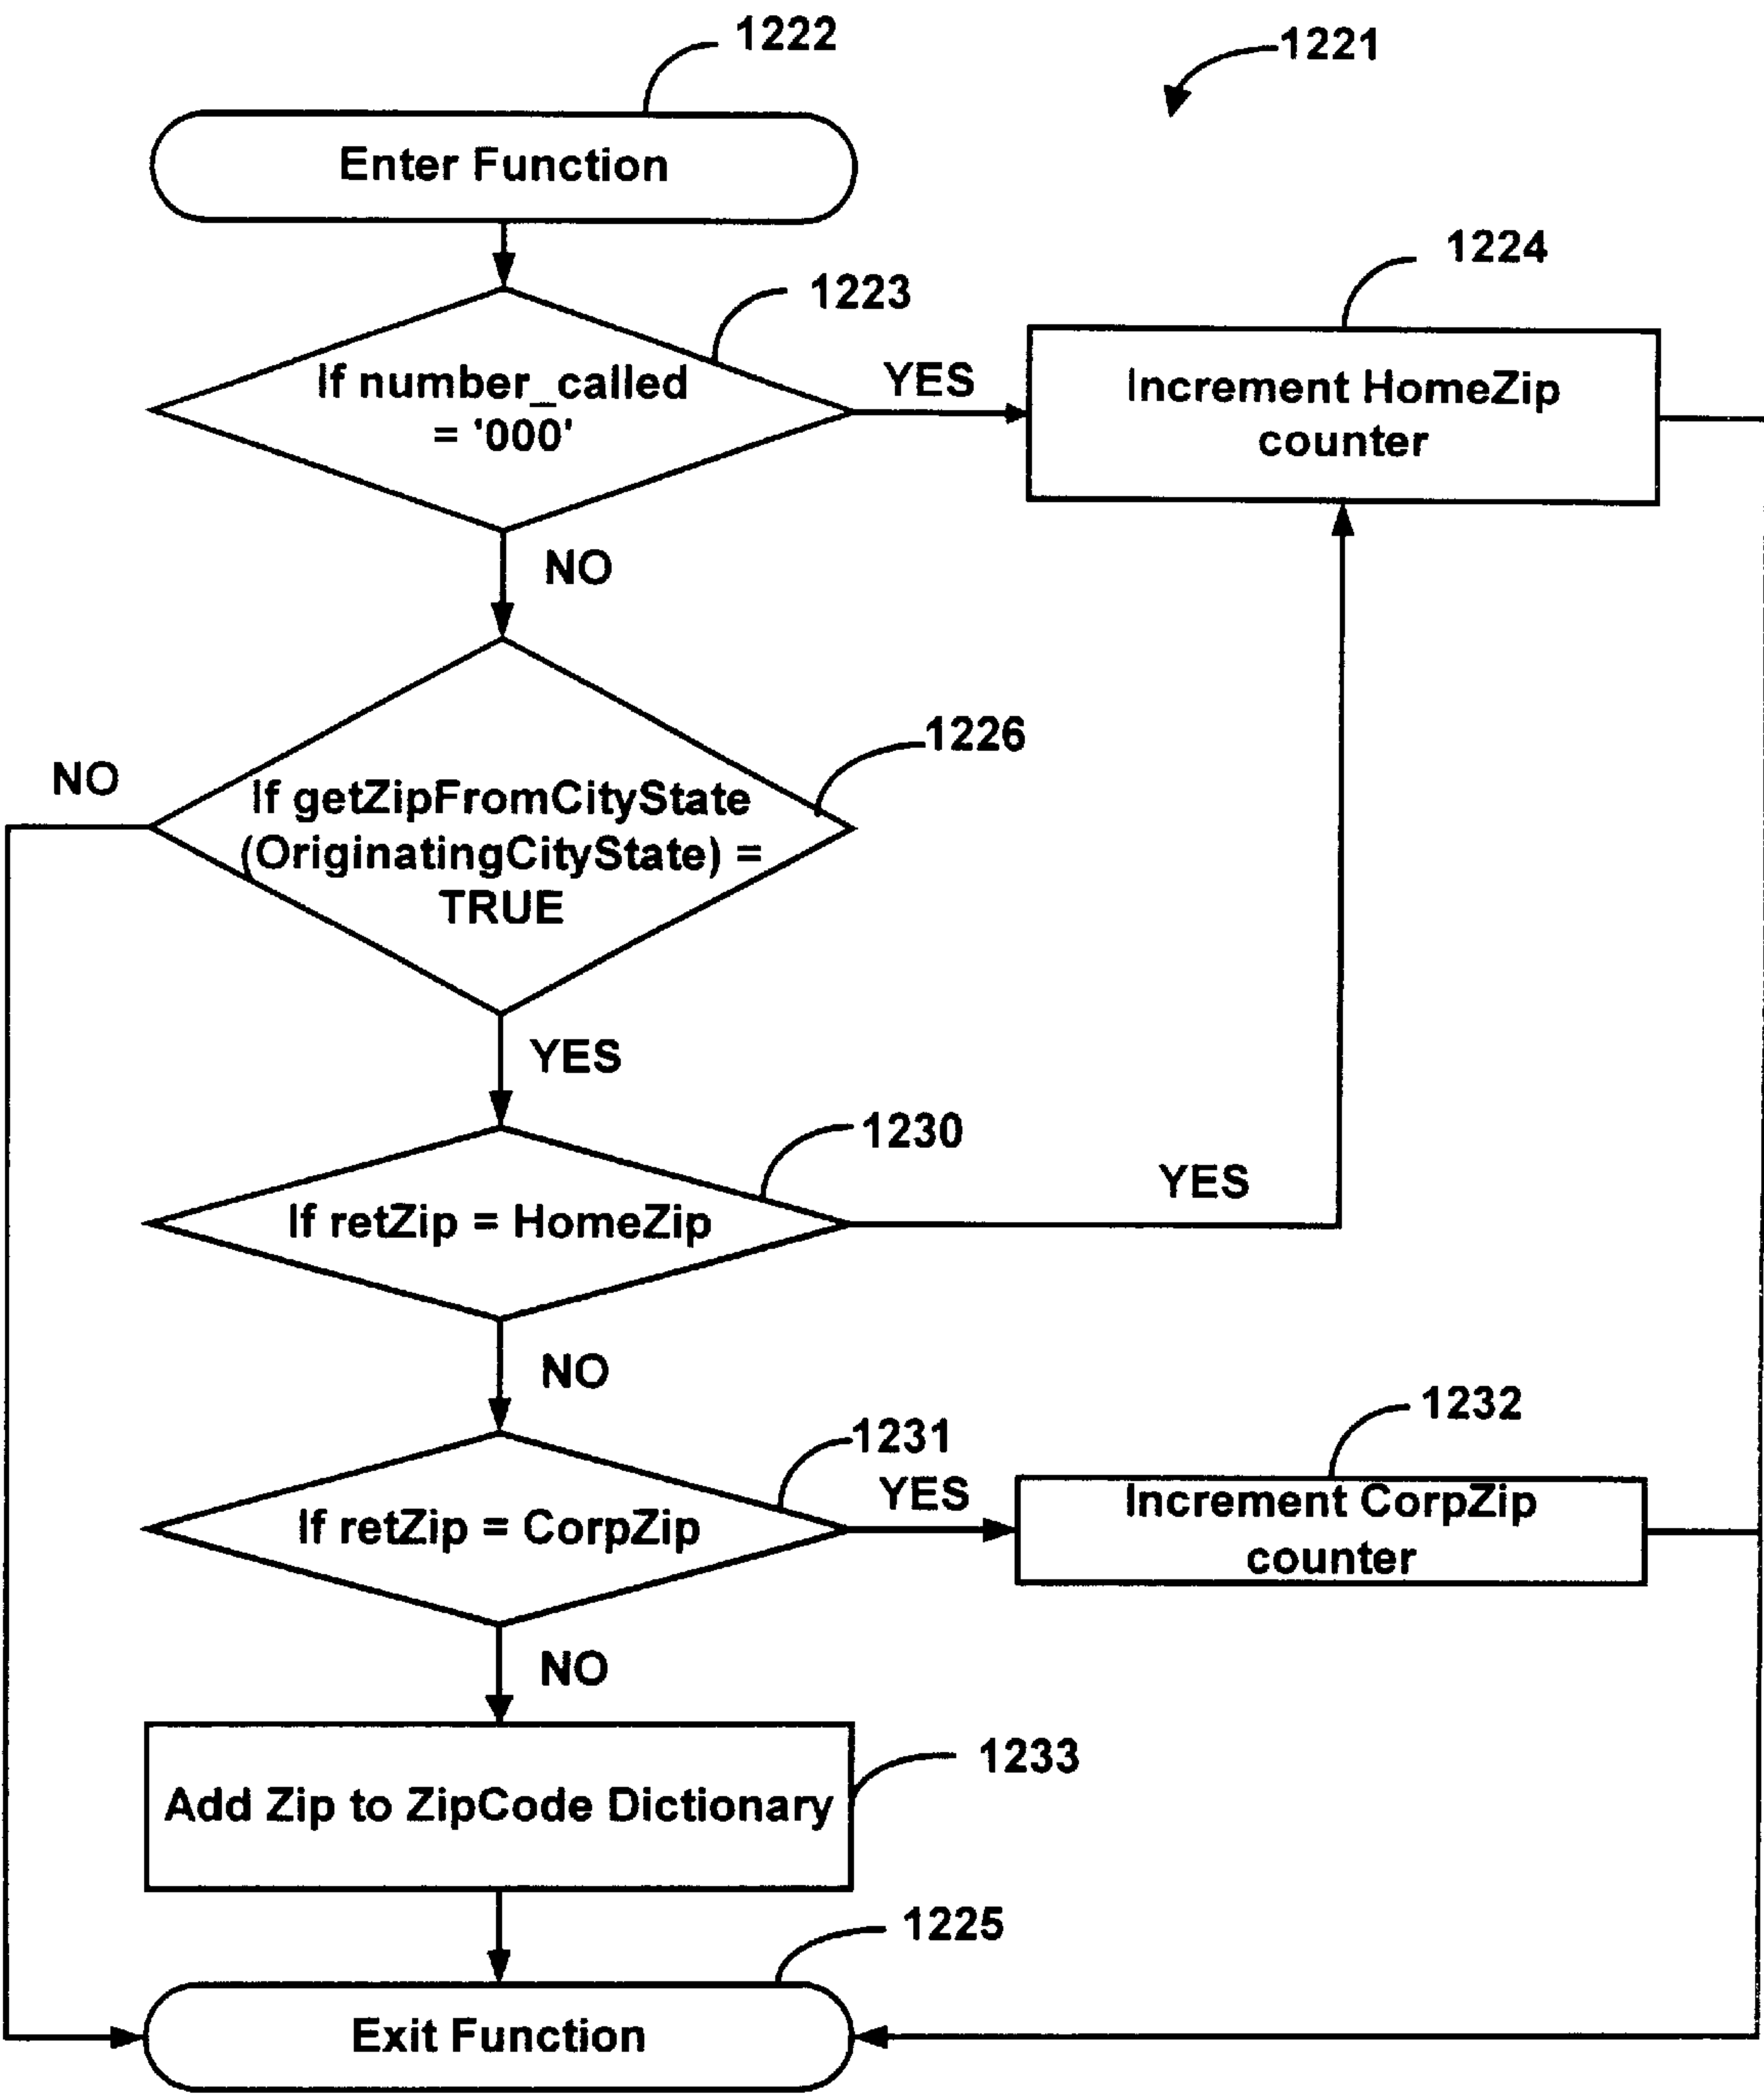 1222
1221
Enter Function
1224
1223
If number_called
= '000'
YES
Increment HomeZip
counter
NO
1226
NO
If getZipFromCityState
(OriginatingCityState) =
TRUE
YES
1230
YES
If retZip = HomeZip
NO
1232
1231
YES
If retZip = CorpZip
Increment CorpZip
counter
NO
1233
Add Zip to ZipCode Dictionary
1225
Exit Function